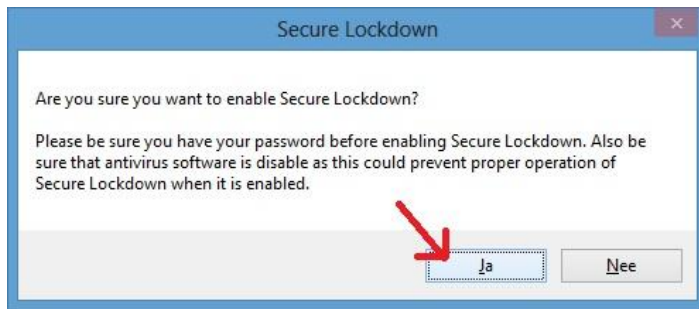 Secure Lockdown
Are you sure you want to enable Secure Lockdown?
Please be sure you have your password before enabling Secure Lockdown. Also be
sure that antivirus software is disable as this could prevent proper operation of
Secure Lockdown when it is enabled.
Ja
Nee